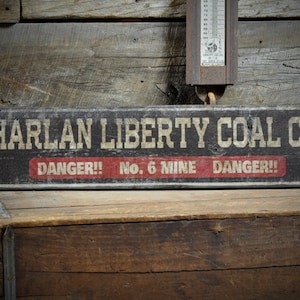 HARLAN LIBERTY COAL C
DANGER!! No. 6 MINE DANGER!!